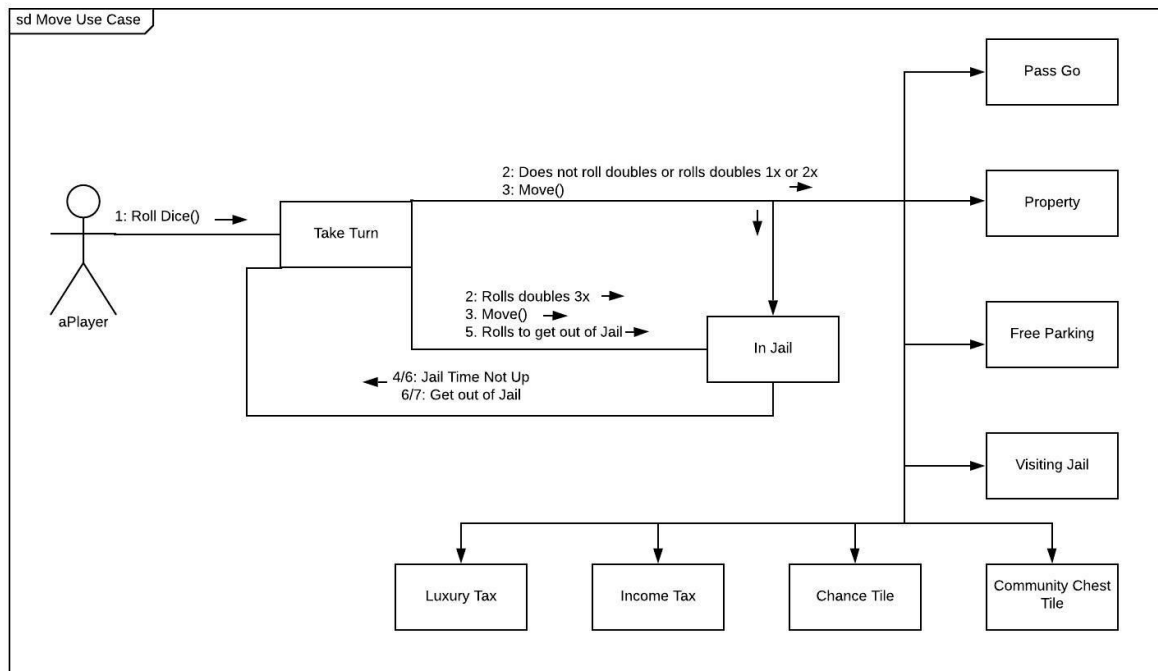 sd Move Use Case
Pass Go
2: Does not roll doubles or rolls doubles 1x or 2x
3: Move()
1: Roll Dice()
Take Turn
Property
aPlayer
2: Rolls doubles 3x
3. Move()
5. Rolls to get out of Jail
In Jail
Free Parking
4/6: Jail Time Not Up
6/7: Get out of Jail
Visiting Jail
Luxury Tax
Income Tax
Chance Tile
Community Chest
Tile